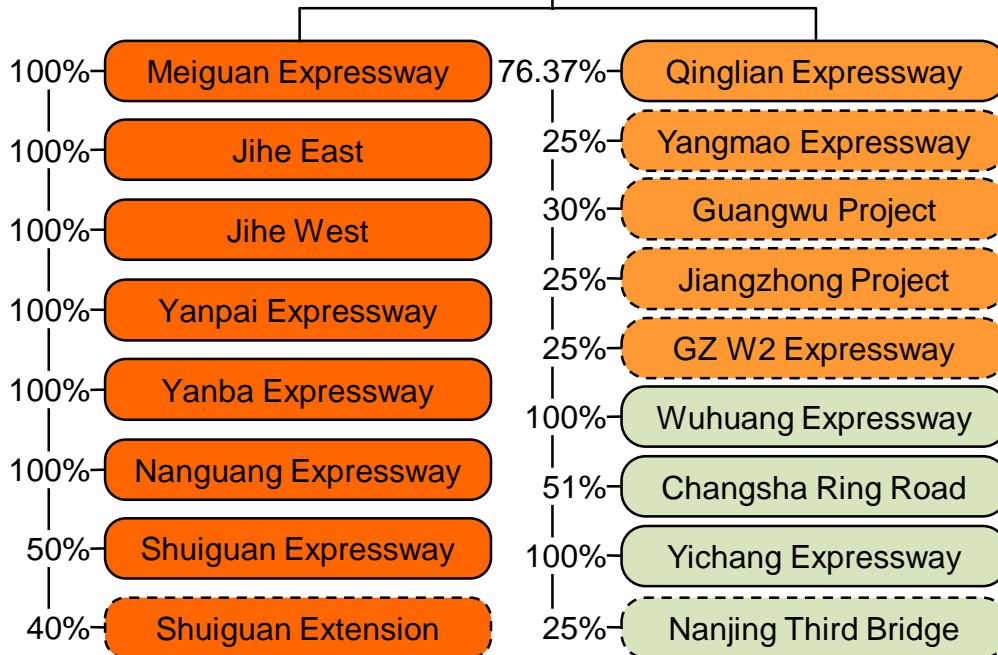 100% Meiguan Expressway
100% Jihe East
100% Jihe West
100% Yanpai Expressway
100% Yanba Expressway
100% Nanguang Expressway
50% Shuiguan Expressway
40% Shuiguan Extension
76.37% Qinglian Expressway
25% Yangmao Expressway
30% Guangwu Project
25% Jiangzhong Project
25% GZ W2 Expressway
100% Wuhuang Expressway
51% Changsha Ring Road
100% Yichang Expressway
25% Nanjing Third Bridge